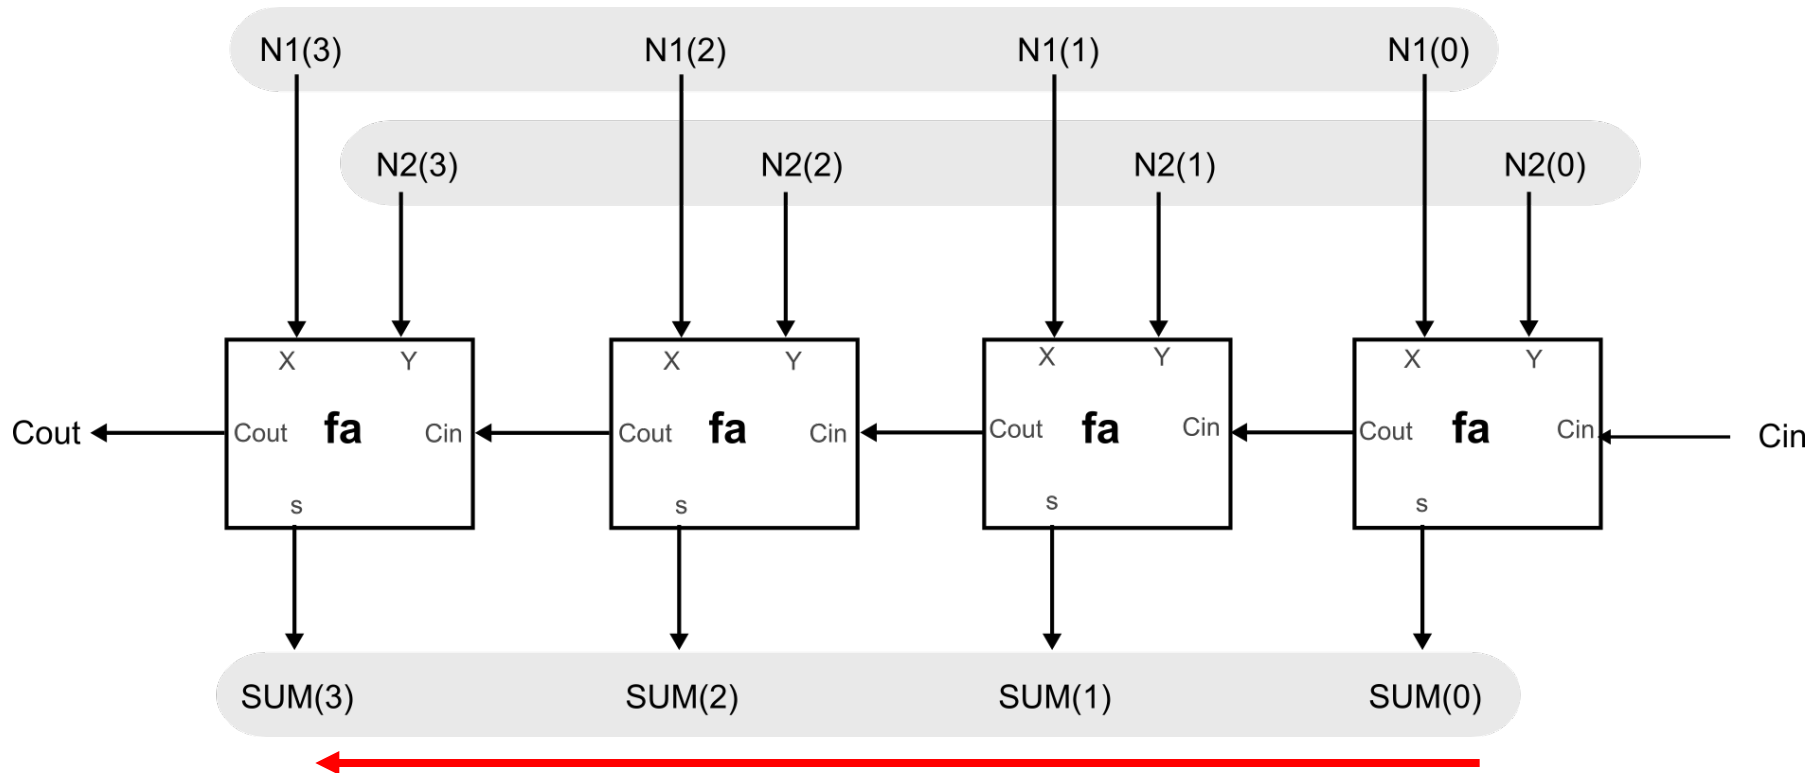 N1(3) N1(2) N1(1) N1(0)
N2(3) N2(2) N2(1) N2(0)
X Y X Y X Y X Y
Cout Cout fa Cin Cout fa Cin Cout fa Cin Cout fa Cin Cin
s s s s
SUM(3) SUM(2) SUM(1) SUM(0)